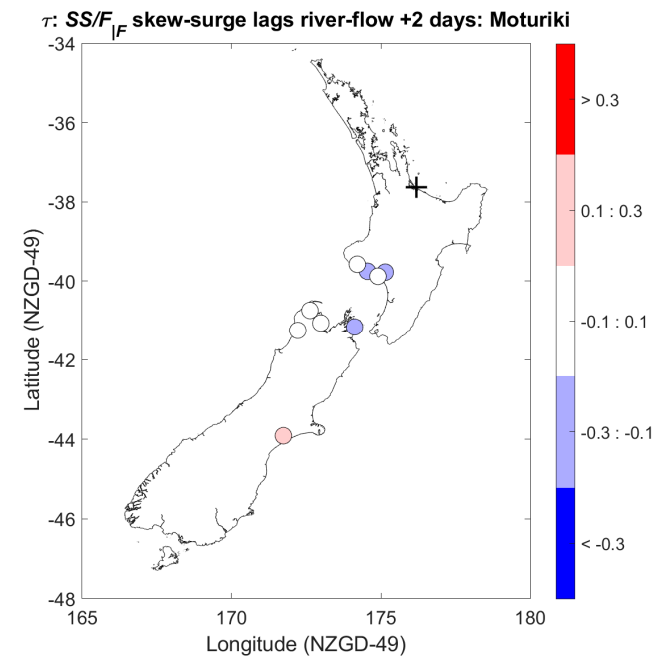 τ: SS/F|F skew-surge lags river-flow +2 days: Moturiki
-34
-36
-38
-40
-42
-44
-46
-48
165
170
175
180
Latitude (NZGD-49)
Longitude (NZGD-49)
> 0.3
0.1 : 0.3
-0.1 : 0.1
-0.3 : -0.1
< -0.3